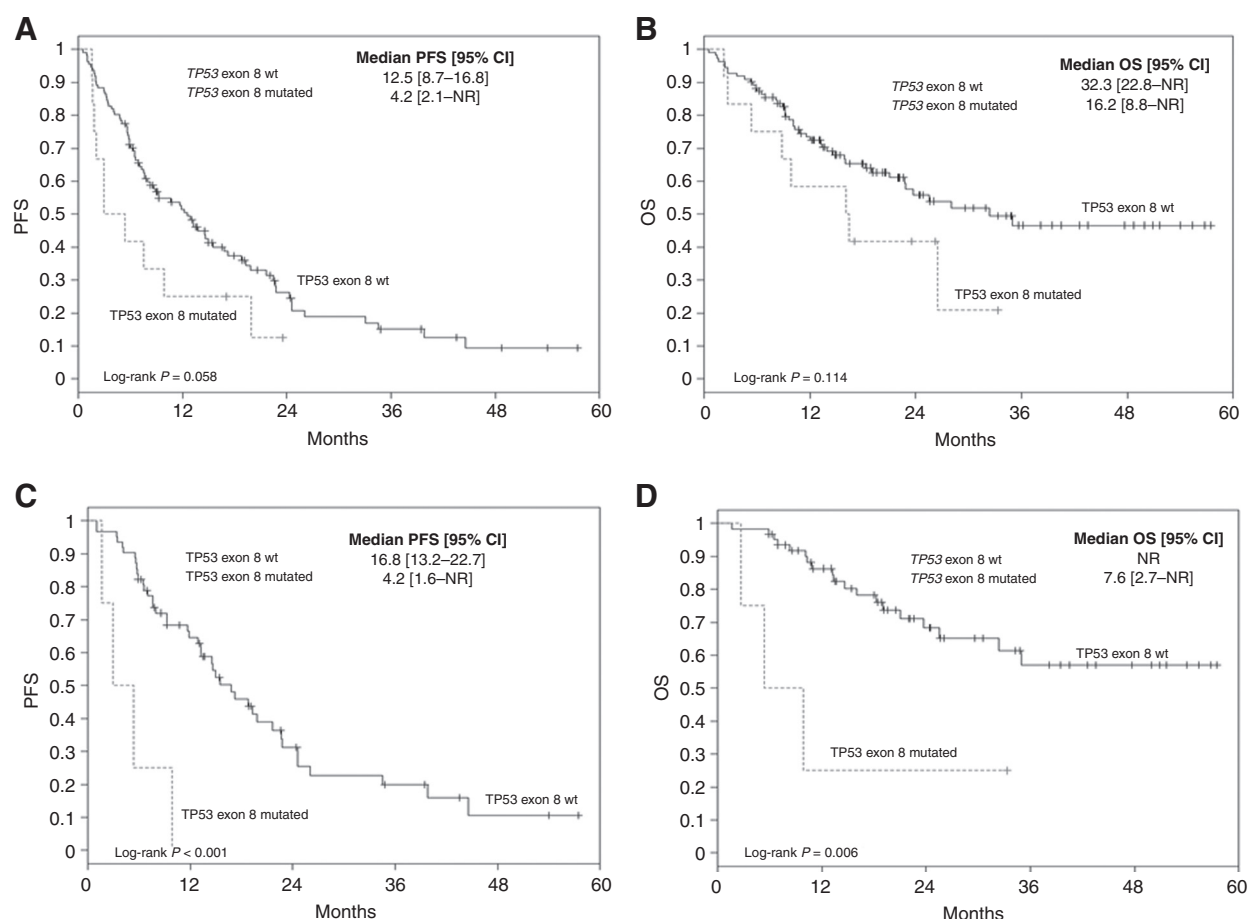 A
Median PFS [95% CI]
TP53 exon 8 wt 12.5 [8.7–16.8]
TP53 exon 8 mutated 4.2 [2.1–NR]
1
0.9
0.8
0.7
0.6
0.5
0.4
0.3
0.2
0.1
0
PFS
TP53 exon 8 wt
TP53 exon 8 mutated
Log-rank P = 0.058
0 12 24 36 48 60
Months
B
Median OS [95% CI]
TP53 exon 8 wt 32.3 [22.8–NR]
TP53 exon 8 mutated 16.2 [8.8–NR]
1
0.9
0.8
0.7
0.6
0.5
0.4
0.3
0.2
0.1
0
OS
TP53 exon 8 wt
TP53 exon 8 mutated
Log-rank P = 0.114
0 12 24 36 48 60
Months
C
Median PFS [95% CI]
TP53 exon 8 wt 16.8 [13.2–22.7]
TP53 exon 8 mutated 4.2 [1.6–NR]
1
0.9
0.8
0.7
0.6
0.5
0.4
0.3
0.2
0.1
0
PFS
TP53 exon 8 wt
TP53 exon 8 mutated
Log-rank P < 0.001
0 12 24 36 48 60
Months
D
Median OS [95% CI]
TP53 exon 8 wt NR
TP53 exon 8 mutated 7.6 [2.7–NR]
1
0.9
0.8
0.7
0.6
0.5
0.4
0.3
0.2
0.1
0
OS
TP53 exon 8 wt
TP53 exon 8 mutated
Log-rank P = 0.006
0 12 24 36 48 60
Months